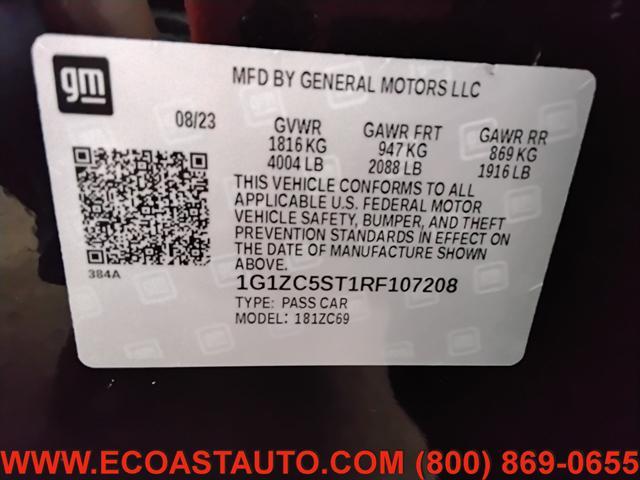 gm
MFD BY GENERAL MOTORS LLC
08/23
GVWR GAWR FRT GAWR RR
1816 KG 947 KG 869 KG
4004 LB 2088 LB 1916 LB
THIS VEHICLE CONFORMS TO ALL
APPLICABLE U.S. FEDERAL MOTOR
VEHICLE SAFETY, BUMPER, AND THEFT
PREVENTION STANDARDS IN EFFECT ON
THE DATE OF MANUFACTURE SHOWN
ABOVE.
384A
1G1ZC5ST1RF107208
TYPE: PASS CAR
MODEL: 181ZC69
WWW.ECOASTAUTO.COM (800) 869-0655